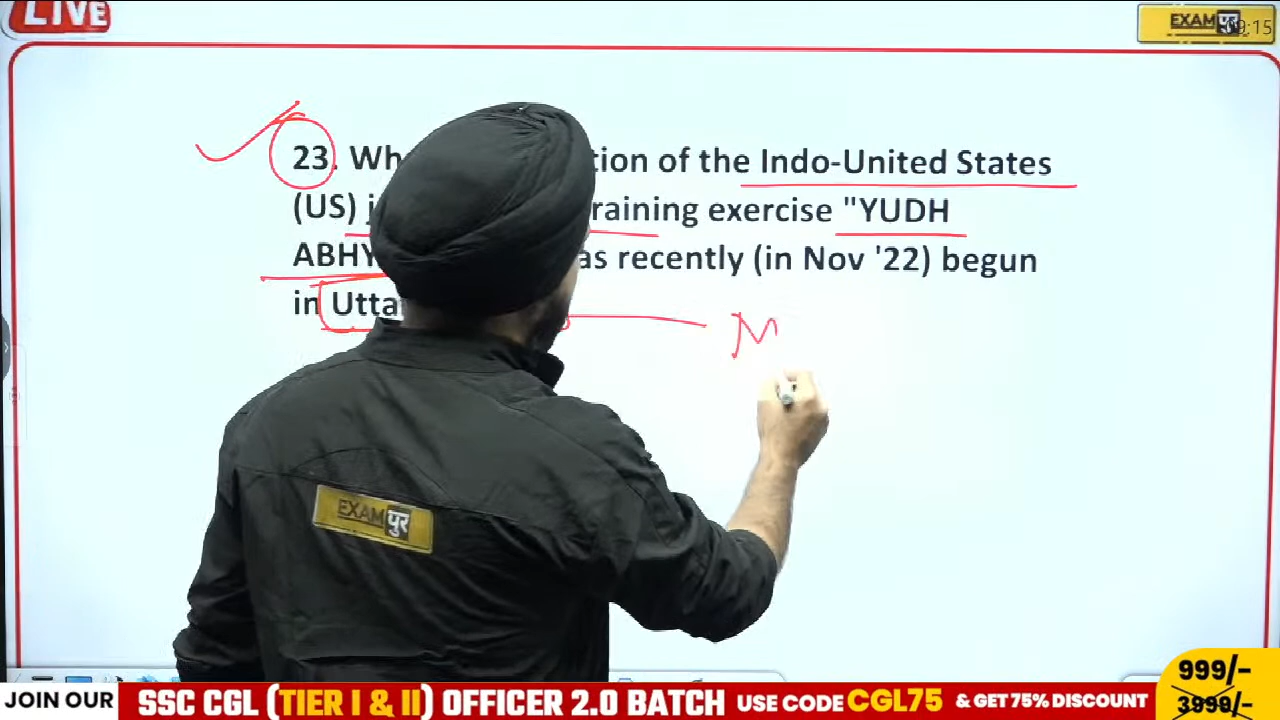 LIVE
EXAMपुर
09:15
23. Wh tion of the Indo-United States
(US) j raining exercise "YUDH
ABHY as recently (in Nov '22) begun
in Utta
M
EXAMपुर
JOIN OUR SSC CGL (TIER I & II) OFFICER 2.0 BATCH USE CODE CGL75 & GET 75% DISCOUNT
999/-
3999/-